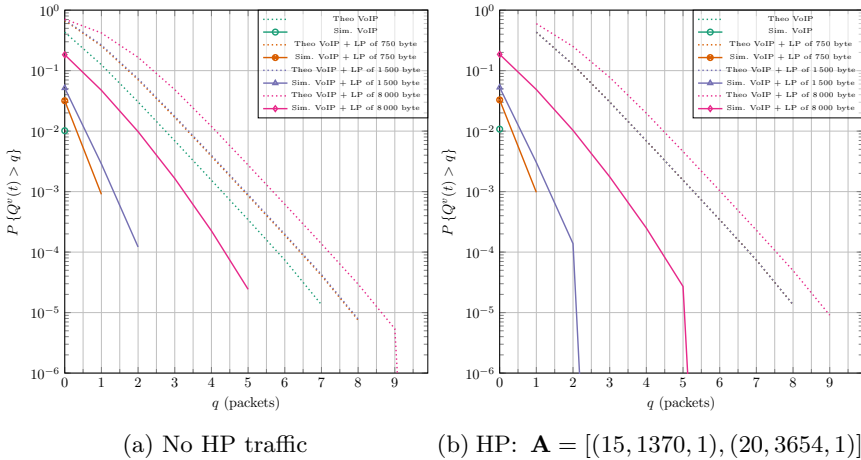 10^0
10^−1
10^−2
10^−3
10^−4
10^−5
10^−6
P {Q^w(t) > q}
0 1 2 3 4 5 6 7 8 9
q (packets)
Theo VoIP
Sim. VoIP
Theo VoIP + LP of 750 byte
Sim. VoIP + LP of 750 byte
Theo VoIP + LP of 1 500 byte
Sim. VoIP + LP of 1 500 byte
Theo VoIP + LP of 8 000 byte
Sim. VoIP + LP of 8 000 byte
(a) No HP traffic
10^0
10^−1
10^−2
10^−3
10^−4
10^−5
10^−6
P {Q^w(t) > q}
0 1 2 3 4 5 6 7 8 9
q (packets)
Theo VoIP
Sim. VoIP
Theo VoIP + LP of 750 byte
Sim. VoIP + LP of 750 byte
Theo VoIP + LP of 1 500 byte
Sim. VoIP + LP of 1 500 byte
Theo VoIP + LP of 8 000 byte
Sim. VoIP + LP of 8 000 byte
(b) HP: A = [(15, 1370, 1), (20, 3654, 1)]